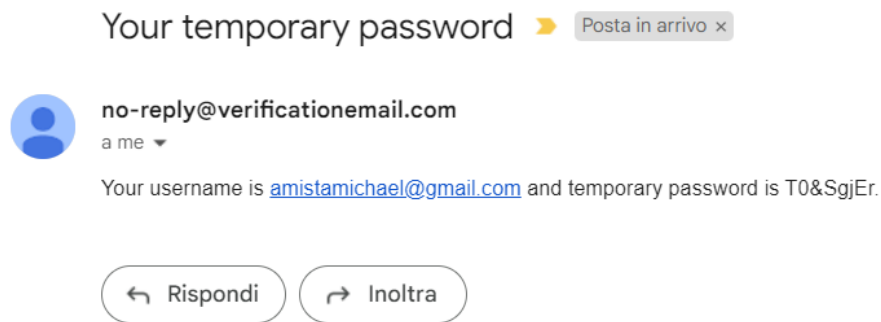 Your temporary password Posta in arrivo ×
no-reply@verificationemail.com
a me
Your username is amistamichael@gmail.com and temporary password is T0&SgjEr.
Rispondi Inoltra